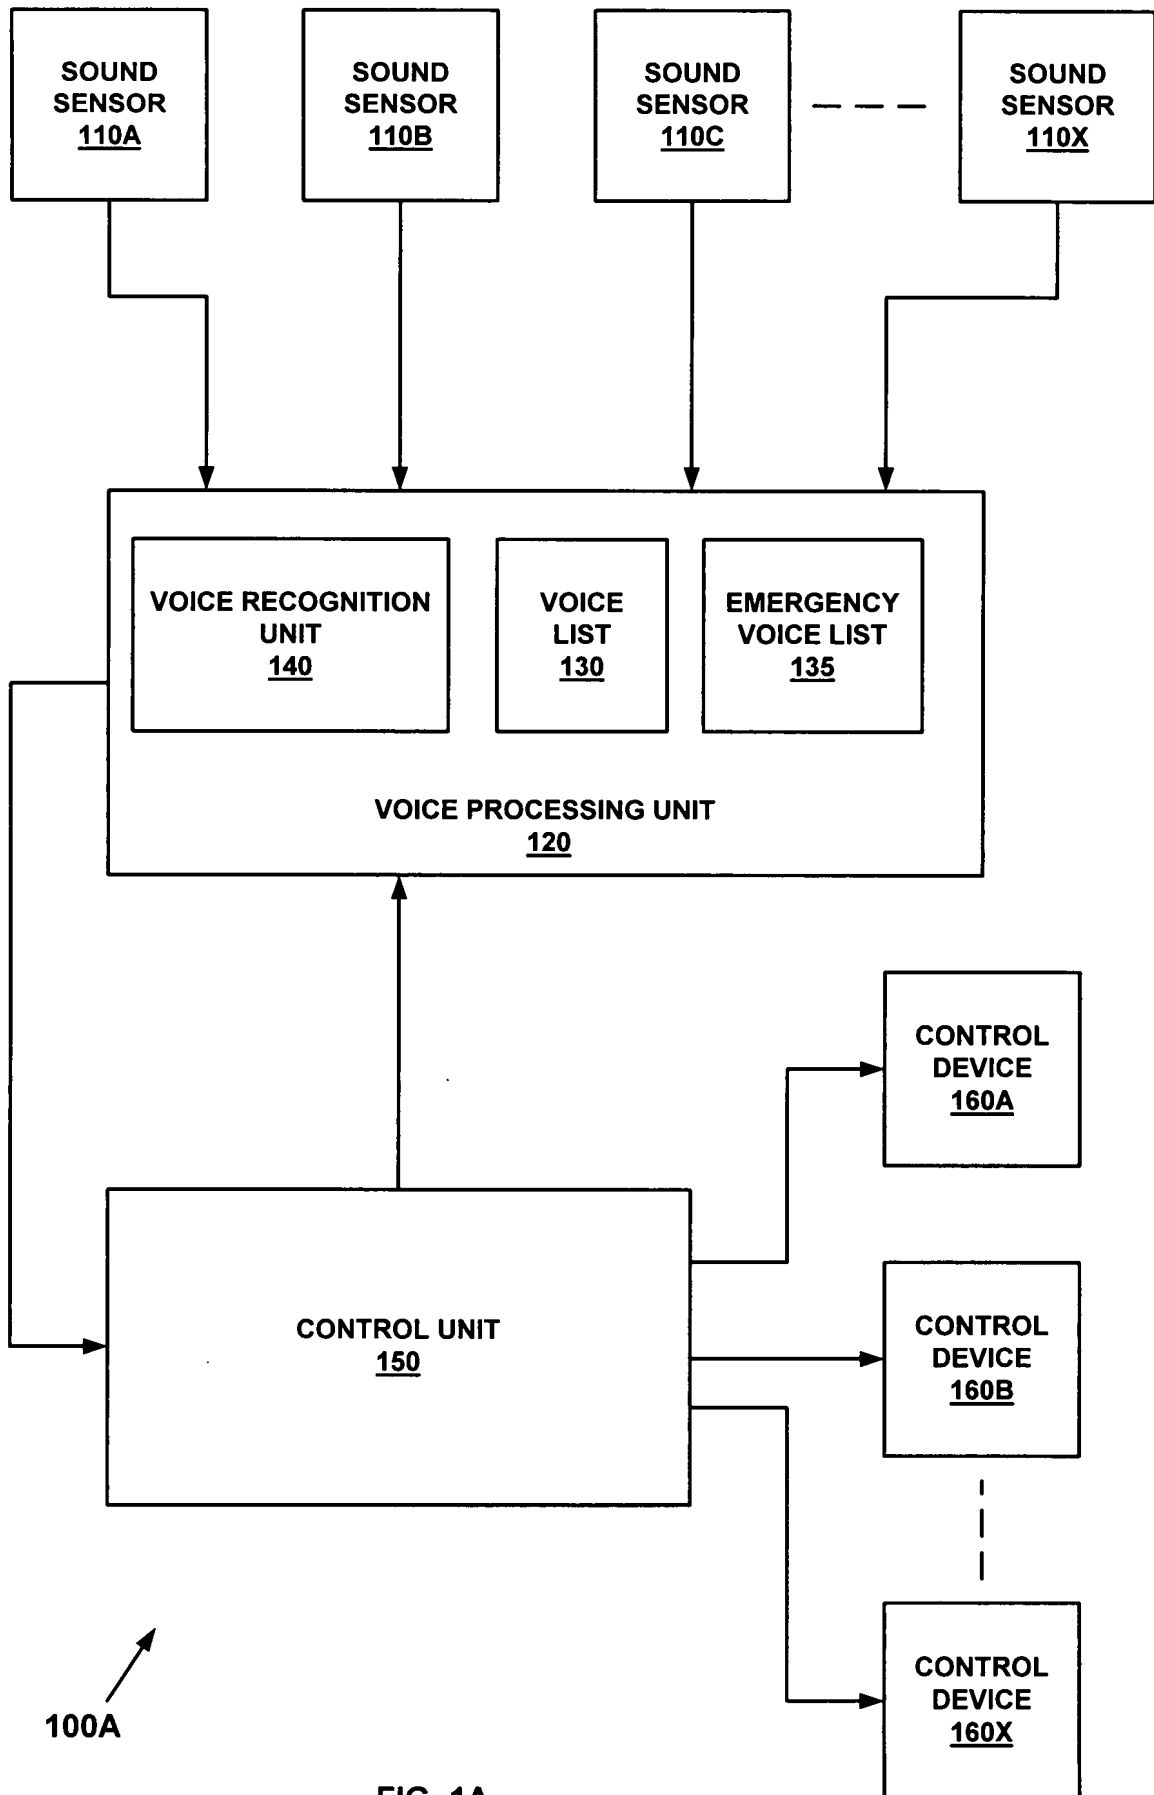 SOUND
SENSOR
110A
SOUND
SENSOR
110B
SOUND
SENSOR
110C
SOUND
SENSOR
110X
VOICE RECOGNITION
UNIT
140
VOICE
LIST
130
EMERGENCY
VOICE LIST
135
VOICE PROCESSING UNIT
120
CONTROL
DEVICE
160A
CONTROL UNIT
150
CONTROL
DEVICE
160B
CONTROL
DEVICE
160X
100A
FIG. 1A